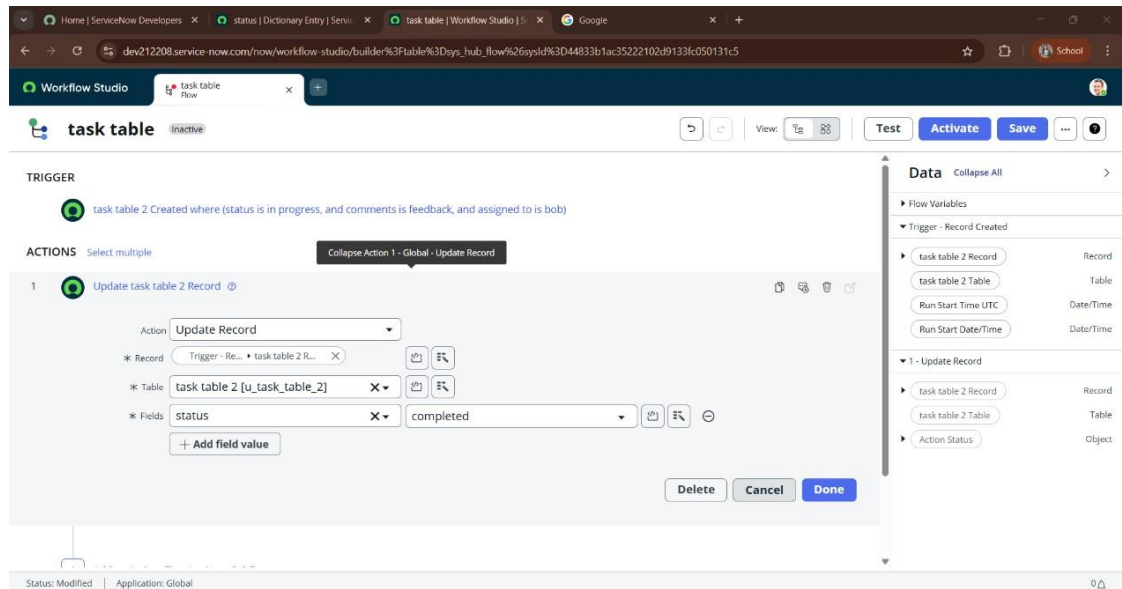 Home | ServiceNow Developers
status | Dictionary Entry | Servic
task table | Workflow Studio | S
Google
dev212208.service-now.com/now/workflow-studio/builder%3Ftable%3Dsys_hub_flow%26sysId%3D44833b1ac35222102d9133fc050131c5
School
Workflow Studio
task table
Flow
task table Inactive
View:
Test
Activate
Save
TRIGGER
task table 2 Created where (status is in progress, and comments is feedback, and assigned to is bob)
ACTIONS Select multiple
Collapse Action 1 - Global - Update Record
1 Update task table 2 Record
Action Update Record
* Record Trigger - Re... task table 2 R...
* Table task table 2 [u_task_table_2]
* Fields status completed
+ Add field value
Delete Cancel Done
Data Collapse All
Flow Variables
Trigger - Record Created
task table 2 Record Record
task table 2 Table Table
Run Start Time UTC Date/Time
Run Start Date/Time Date/Time
1 - Update Record
task table 2 Record Record
task table 2 Table Table
Action Status Object
Status: Modified | Application: Global
0